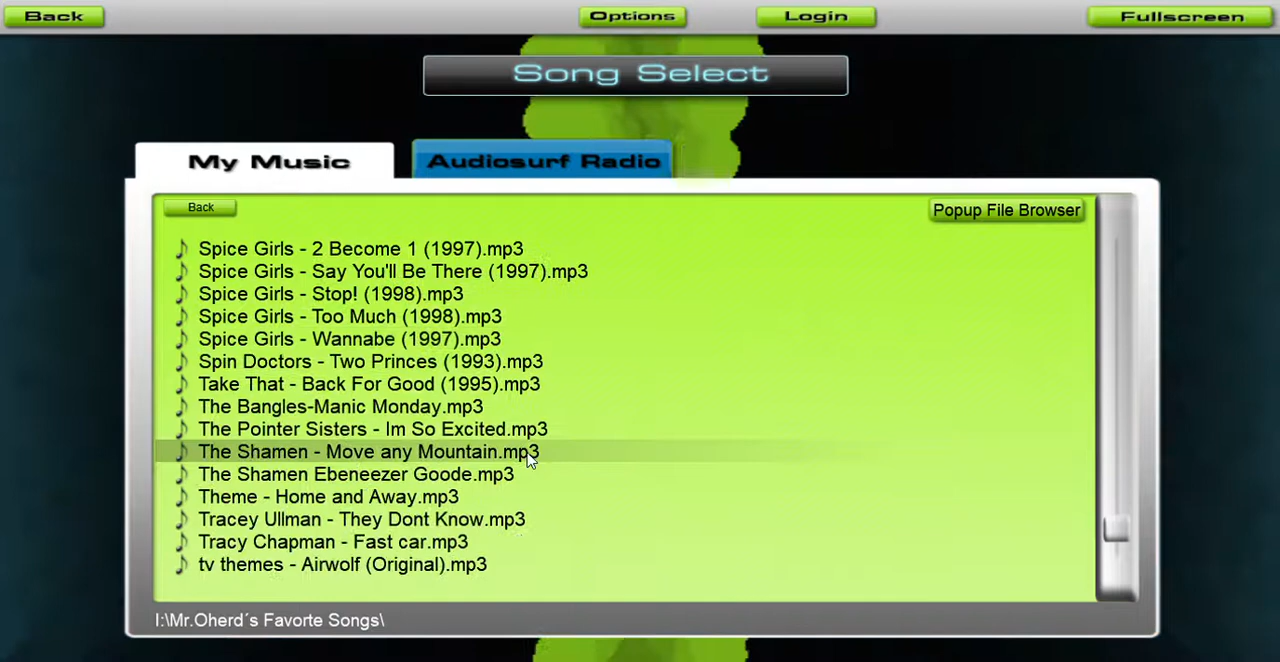 Back
Options
Login
Fullscreen
Song Select
My Music
Audiosurf Radio
Back
Popup File Browser
Spice Girls - 2 Become 1 (1997).mp3
Spice Girls - Say You'll Be There (1997).mp3
Spice Girls - Stop! (1998).mp3
Spice Girls - Too Much (1998).mp3
Spice Girls - Wannabe (1997).mp3
Spin Doctors - Two Princes (1993).mp3
Take That - Back For Good (1995).mp3
The Bangles-Manic Monday.mp3
The Pointer Sisters - Im So Excited.mp3
The Shamen - Move any Mountain.mp3
The Shamen Ebeneezer Goode.mp3
Theme - Home and Away.mp3
Tracey Ullman - They Dont Know.mp3
Tracy Chapman - Fast car.mp3
tv themes - Airwolf (Original).mp3
I:\Mr.Oherd´s Favorte Songs\